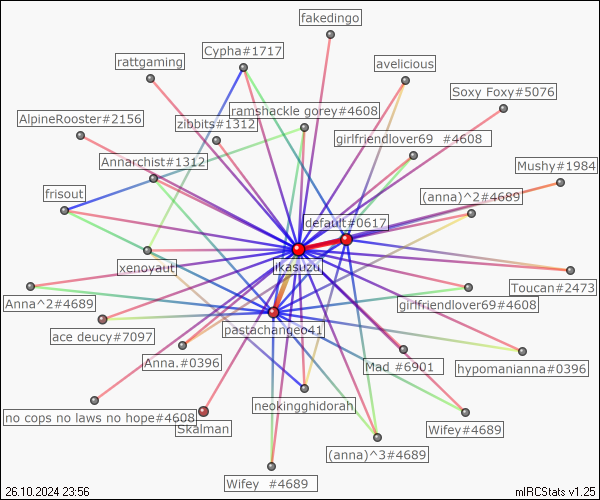 fakedingo
Cypha#1717
rattgaming
avelicious
Soxy Foxy#5076
ramshackle gorey#4608
AlpineRooster#2156
zibbits#1312
girlfriendlover69 #4608
Annarchist#1312
Mushy#1984
frisout
(anna)^2#4689
default#0617
xenoyaut
ikasuzu
Toucan#2473
Anna^2#4689
girlfriendlover69#4608
ace deucy#7097
pastachangeo41
Anna.#0396
Mad #6901
hypomanianna#0396
neokingghidorah
no cops no laws no hope#4608
Skalman
Wifey#4689
(anna)^3#4689
Wifey #4689
26.10.2024 23:56
mIRCStats v1.25